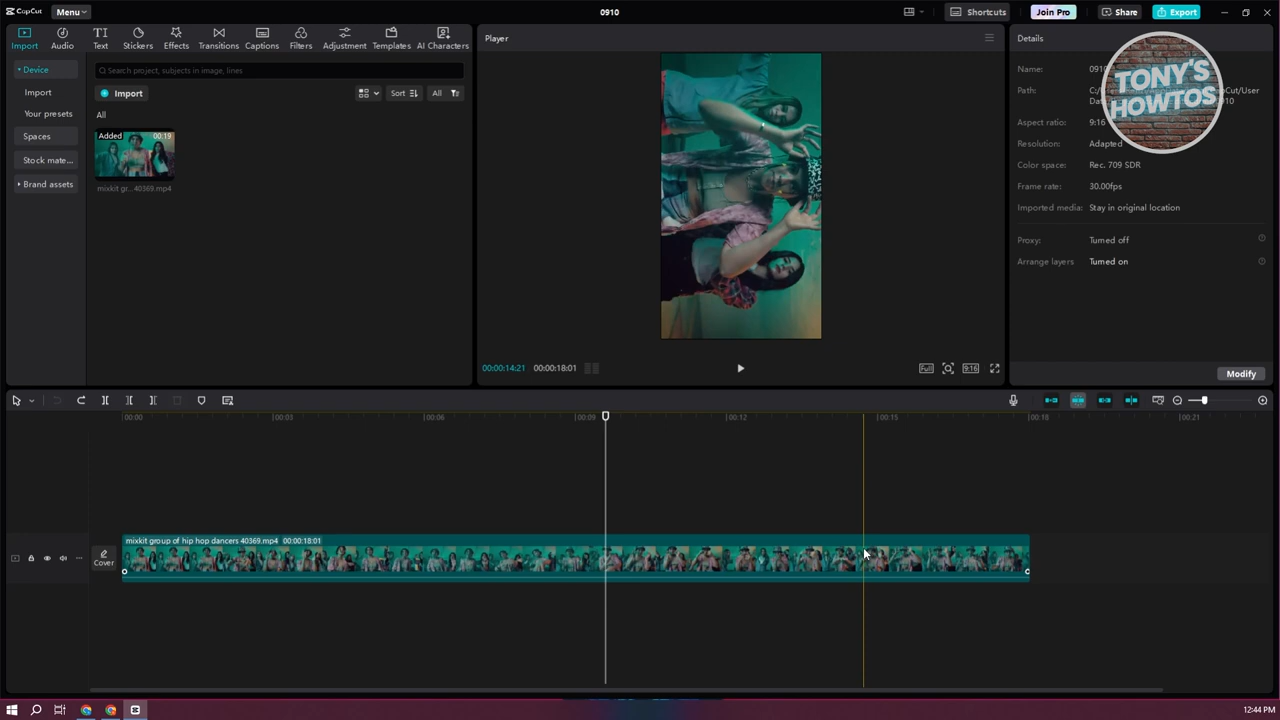 CapCut
Menu
0910
Shortcuts
Join Pro
Share
Export
Import
Audio
Text
Stickers
Effects
Transitions
Captions
Filters
Adjustment
Templates
AI Characters
Player
Details
Device
Import
Your presets
Spaces
Stock mate...
Brand assets
Search project, subjects in image, lines
Import
Sort
All
All
Added 00:19
mixkit gr...40369.mp4
Name:
Path:
Aspect ratio: 9:16
Resolution: Adapted
Color space: Rec. 709 SDR
Frame rate: 30.00fps
Imported media: Stay in original location
Proxy: Turned off
Arrange layers Turned on
TONY'S
HOWTOS
00:00:14:21 00:00:18:01
Full
9:16
Modify
00:00 00:03 00:06 00:09 00:12 00:15 00:18 00:21
mixkit group of hip hop dancers 40369.mp4 00:00:18:01
Cover
12:44 PM